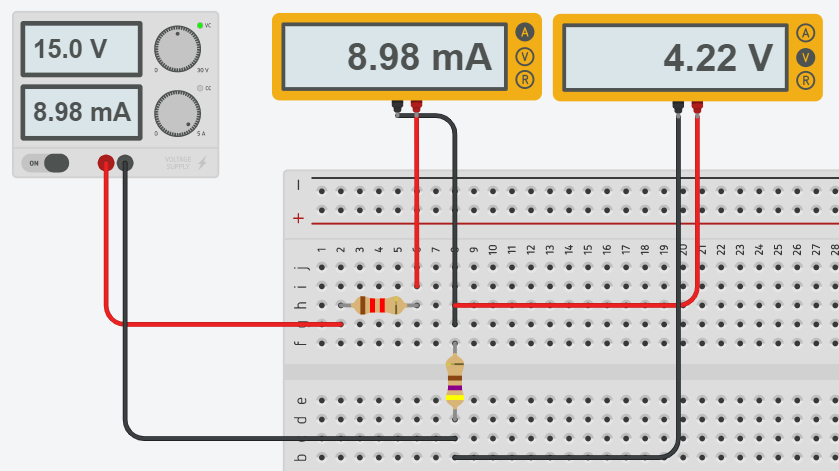 15.0 V
8.98 mA
VC
0
30 V
CC
0
5 A
ON
VOLTAGE
SUPPLY
8.98 mA
A
V
R
4.22 V
A
V
R
−
+
1 2 3 4 5 6 7 8 9 10 11 12 13 14 15 16 17 18 19 20 21 22 23 24 25 26 27 28
j
i
h
g
f
e
d
c
b